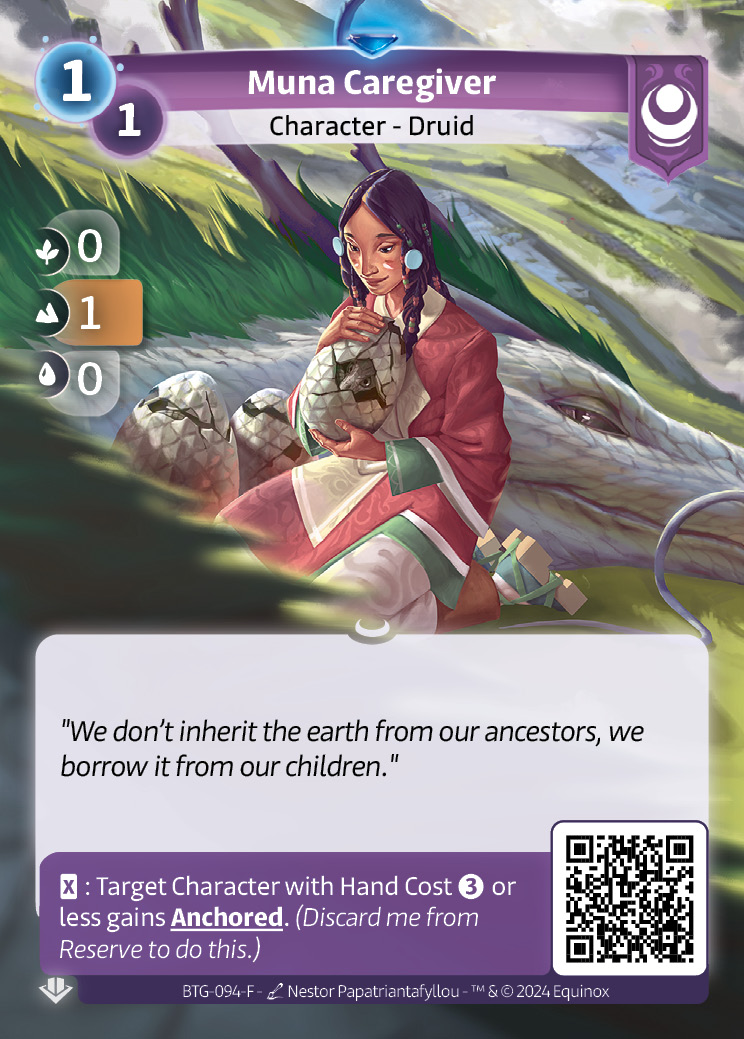 1
Muna Caregiver
1
Character - Druid
0
1
0
"We don't inherit the earth from our ancestors, we
borrow it from our children."
X : Target Character with Hand Cost 3 or
less gains Anchored. (Discard me from
Reserve to do this.)
BTG-094-F - Nestor Papatriantafyllou - ™ & © 2024 Equinox